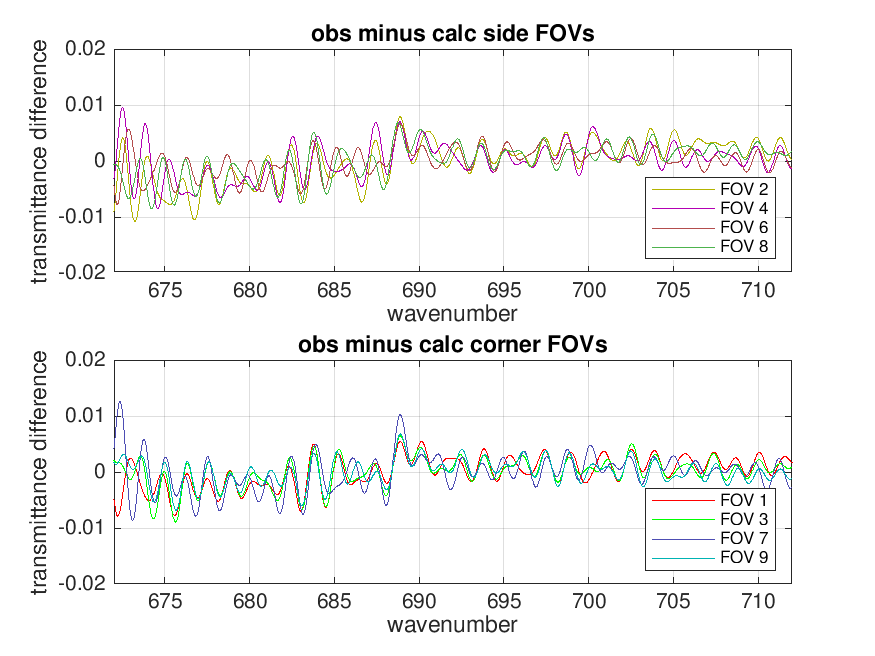 obs minus calc side FOVs
transmittance difference
0.02
0.01
0
-0.01
-0.02
FOV 2
FOV 4
FOV 6
FOV 8
675 680 685 690 695 700 705 710
wavenumber
obs minus calc corner FOVs
transmittance difference
0.02
0.01
0
-0.01
-0.02
FOV 1
FOV 3
FOV 7
FOV 9
675 680 685 690 695 700 705 710
wavenumber